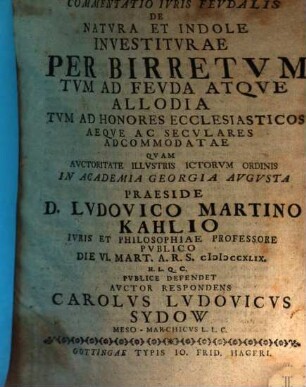 COMMENTATIO IVRIS FEVDALIS
DE
NATVRA ET INDOLE
INVESTITVRAE
PER BIRRETVM
TVM AD FEVDA ATQVE
ALLODIA
TVM AD HONORES ECCLESIASTICOS
AEQVE AC SECVLARES
ADCOMMODATAE
QVAM
AVCTORITATE ILLVSTRIS ICTORVM ORDINIS
IN ACADEMIA GEORGIA AVGVSTA
PRAESIDE
D. LVDOVICO MARTINO
KAHLIO
IVRIS ET PHILOSOPHIAE PROFESSORE
PVBLICO
DIE VI. MART. A. R. S. cIɔIɔccXLIX.
H. L. Q. C.
PVBLICE DEFENDET
AVCTOR RESPONDENS
CAROLVS LVDOVICVS
SYDOW
MESO - MARCHICVS L. L. C.
GOTTINGAE TYPIS IO. FRID. HAGERI.